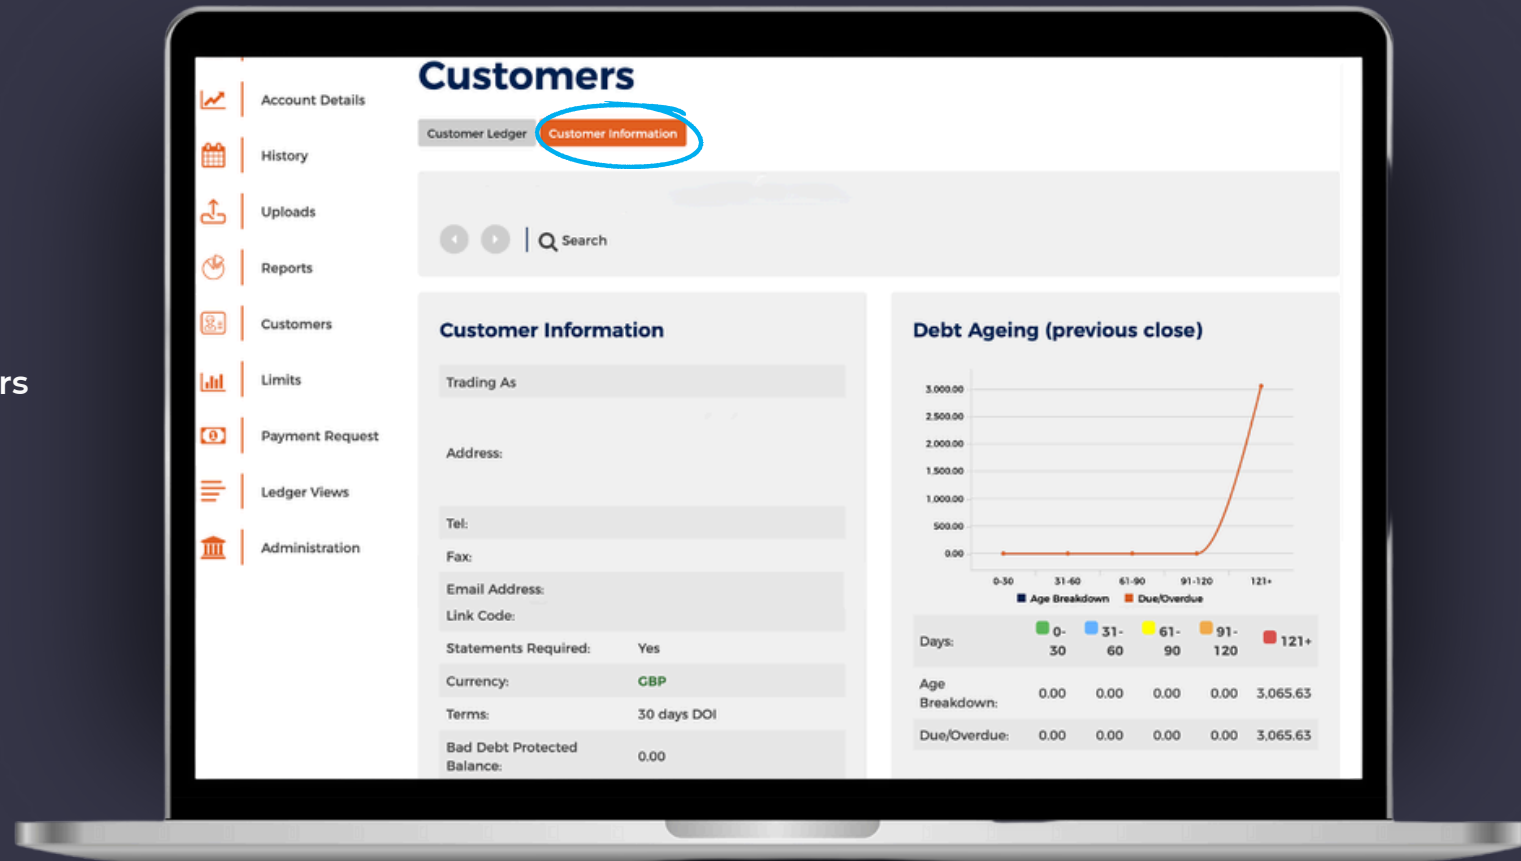 rs
Customers
Customer Ledger
Customer Information
Account Details
History
Uploads
Reports
Customers
Limits
Payment Request
Ledger Views
Administration
Search
Customer Information
Trading As
Address:
Tel:
Fax:
Email Address:
Link Code:
Statements Required: Yes
Currency: GBP
Terms: 30 days DOI
Bad Debt Protected
Balance: 0.00
Debt Ageing (previous close)
3,000.00
2,500.00
2,000.00
1,500.00
1,000.00
500.00
0.00
0-30 31-60 61-90 91-120 121+
Age Breakdown Due/Overdue
Days: 0- 31- 61- 91- 121+
30 60 90 120
Age
Breakdown: 0.00 0.00 0.00 0.00 3,065.63
Due/Overdue: 0.00 0.00 0.00 0.00 3,065.63